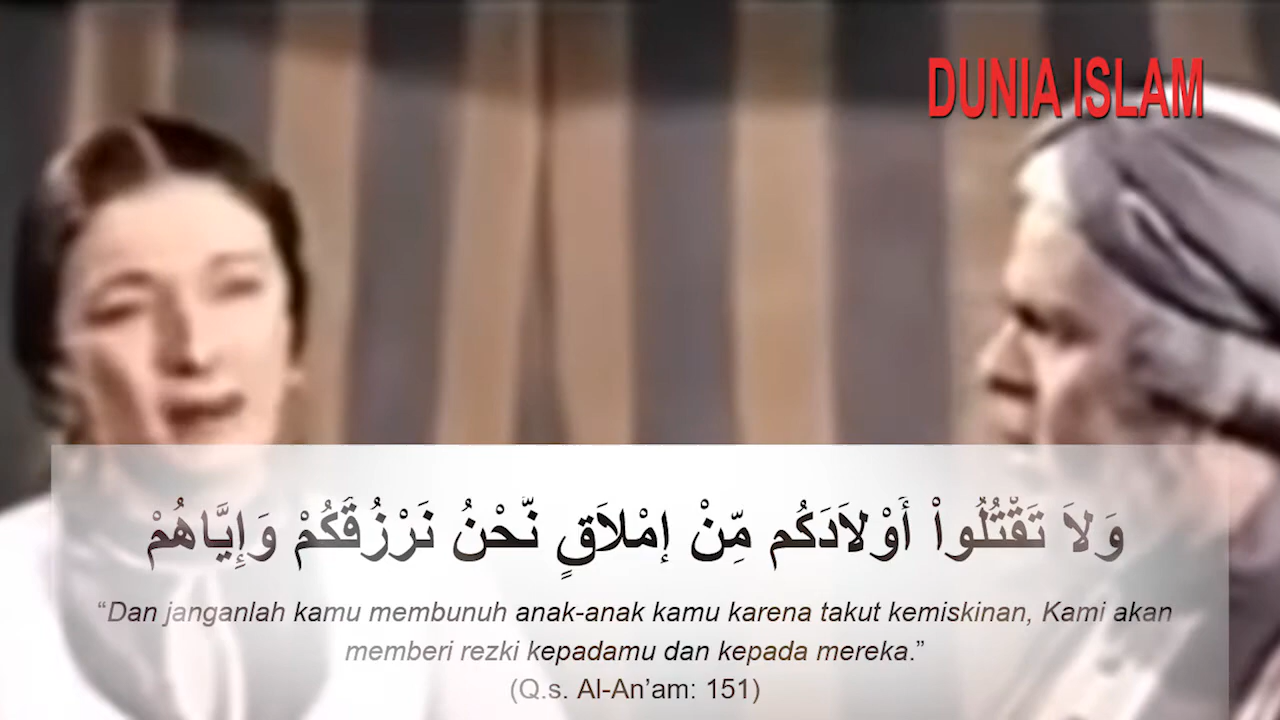 DUNIA ISLAM
وَلاَ تَقْتُلُواْ أَوْلاَدَكُم مِّنْ إمْلاَقٍ نَّحْنُ نَرْزُقُكُمْ وَإِيَّاهُمْ
“Dan janganlah kamu membunuh anak-anak kamu karena takut kemiskinan, Kami akan
memberi rezki kepadamu dan kepada mereka.”
(Q.s. Al-An’am: 151)